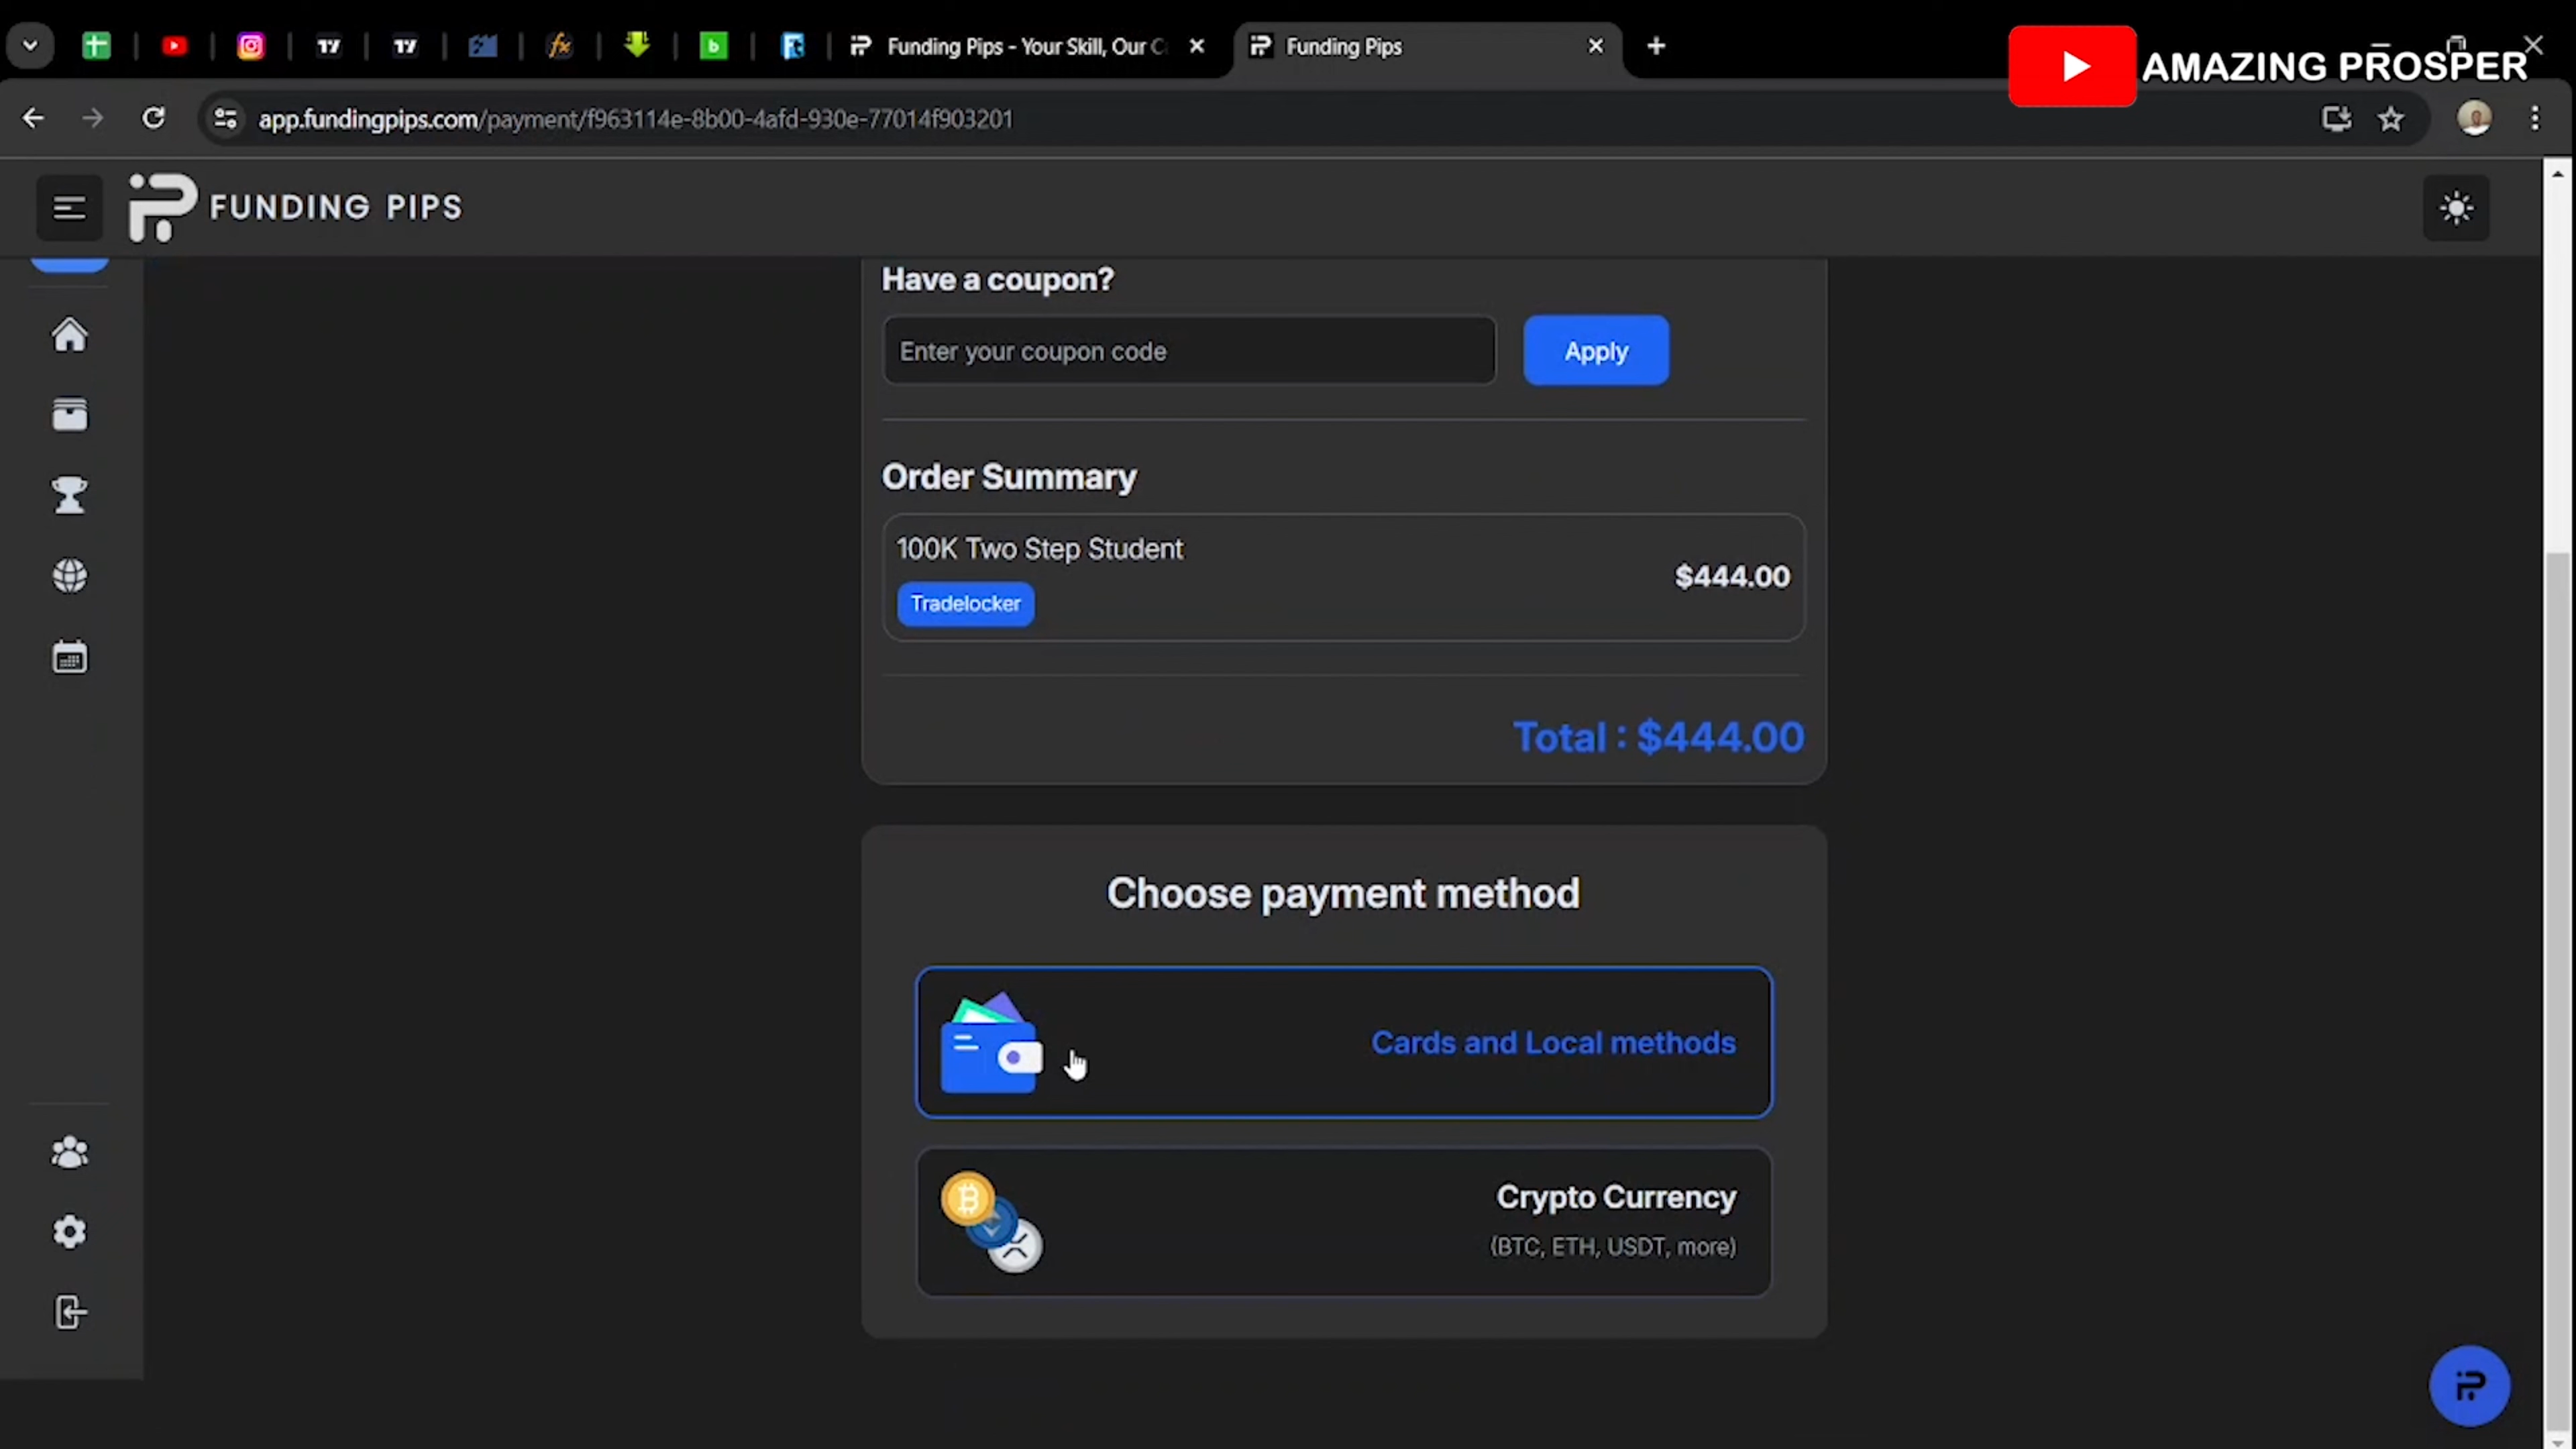 Funding Pips - Your Skill, Our C
Funding Pips
AMAZING PROSPER
app.fundingpips.com/payment/f963114e-8b00-4afd-930e-77014f903201
FUNDING PIPS
Have a coupon?
Enter your coupon code
Apply
Order Summary
100K Two Step Student
$444.00
Tradelocker
Total : $444.00
Choose payment method
Cards and Local methods
Crypto Currency
(BTC, ETH, USDT, more)